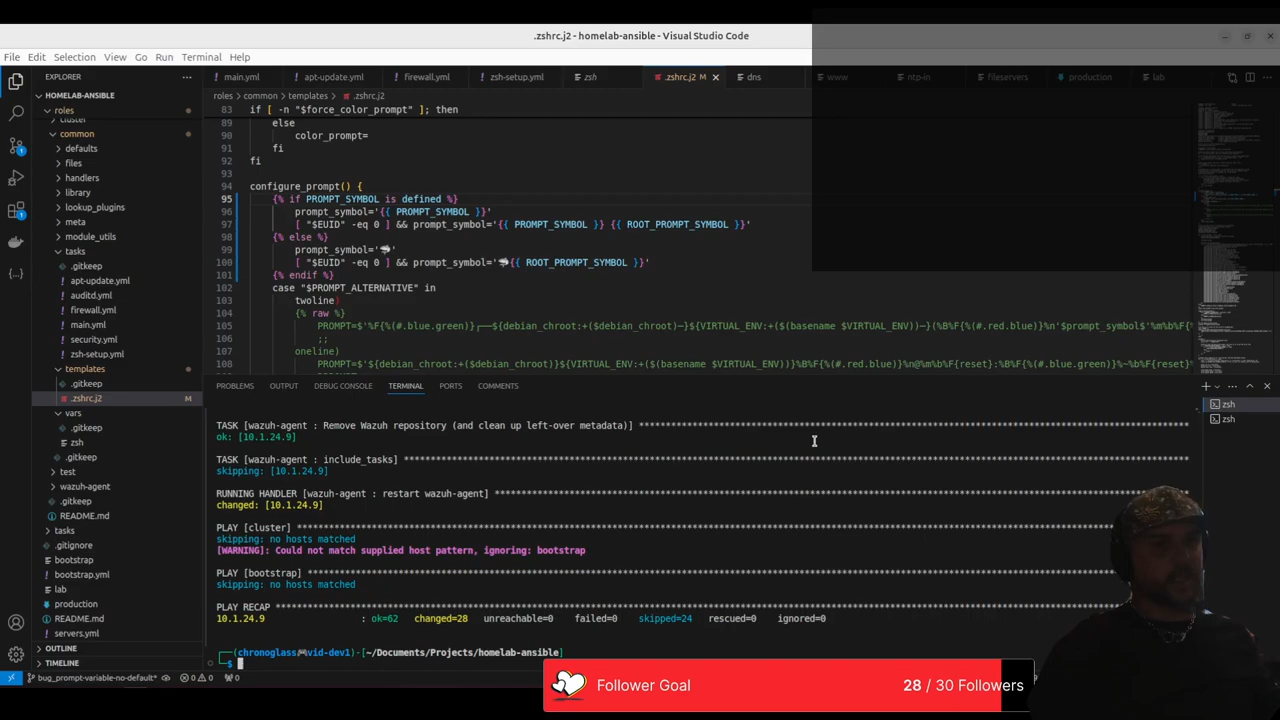 .zshrc.j2 - homelab-ansible - Visual Studio Code
File Edit Selection View Go Run Terminal Help
EXPLORER
HOMELAB-ANSIBLE
roles
cluster
common
defaults
files
handlers
library
lookup_plugins
meta
module_utils
tasks
.gitkeep
apt-update.yml
auditd.yml
firewall.yml
main.yml
security.yml
zsh-setup.yml
templates
.gitkeep
.zshrc.j2 M
vars
.gitkeep
zsh
.gitkeep
test
wazuh-agent
.gitkeep
README.md
tasks
.gitignore
bootstrap
bootstrap.yml
lab
production
README.md
servers.yml
OUTLINE
TIMELINE
main.yml apt-update.yml firewall.yml zsh-setup.yml zsh .zshrc.j2 M dns www ntp-in fileservers production lab
roles > common > templates > .zshrc.j2
83 if [ -n "$force_color_prompt" ]; then
89 else
90 color_prompt=
91 fi
92 fi
93
94 configure_prompt() {
95 {% if PROMPT_SYMBOL is defined %}
96 prompt_symbol='{{ PROMPT_SYMBOL }}'
97 [ "$EUID" -eq 0 ] && prompt_symbol='{{ PROMPT_SYMBOL }} {{ ROOT_PROMPT_SYMBOL }}'
98 {% else %}
99 prompt_symbol='🦈'
100 [ "$EUID" -eq 0 ] && prompt_symbol='🦈{{ ROOT_PROMPT_SYMBOL }}'
101 {% endif %}
102 case "$PROMPT_ALTERNATIVE" in
103 twoline)
104 {% raw %}
105 PROMPT=$'%F{%(#.blue.green)}┌──${debian_chroot:+($debian_chroot)─}${VIRTUAL_ENV:+($(basename $VIRTUAL_ENV))─}(%B%F{%(#.red.blue)}%n'$prompt_symbol$'%m%b%F{
106 ;;
107 oneline)
108 PROMPT=$'${debian_chroot:+($debian_chroot)}${VIRTUAL_ENV:+($(basename $VIRTUAL_ENV))}%B%F{%(#.red.blue)}%n@%m%b%F{reset}:%B%F{%(#.blue.green)}%~%b%F{reset}
PROBLEMS OUTPUT DEBUG CONSOLE TERMINAL PORTS COMMENTS
zsh
zsh
TASK [wazuh-agent : Remove Wazuh repository (and clean up left-over metadata)] ****
ok: [10.1.24.9]
TASK [wazuh-agent : include_tasks] ****
skipping: [10.1.24.9]
RUNNING HANDLER [wazuh-agent : restart wazuh-agent] ****
changed: [10.1.24.9]
PLAY [cluster] ****
skipping: no hosts matched
[WARNING]: Could not match supplied host pattern, ignoring: bootstrap
PLAY [bootstrap] ****
skipping: no hosts matched
PLAY RECAP ****
10.1.24.9 : ok=62 changed=28 unreachable=0 failed=0 skipped=24 rescued=0 ignored=0
┌──(chronoglass🎮vid-dev1)-[~/Documents/Projects/homelab-ansible]
└─$
bug_prompt-variable-no-default* 0 0 0
Follower Goal 28 / 30 Followers